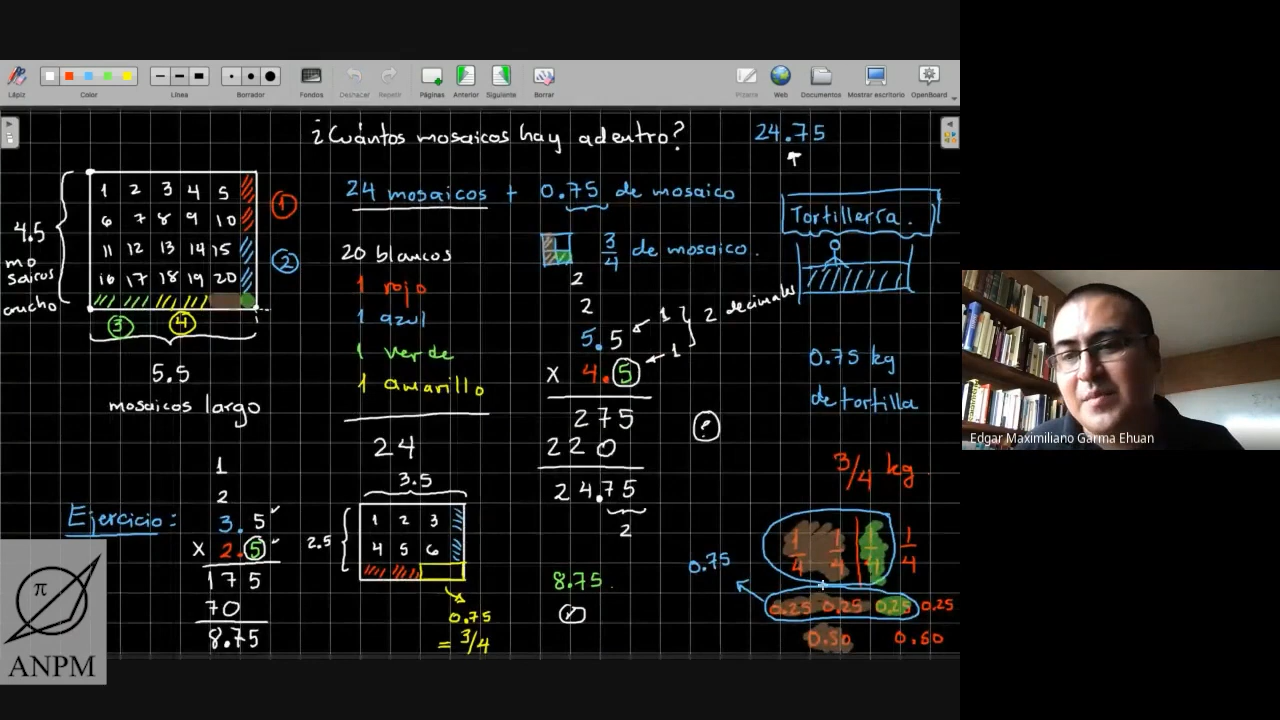 Lápiz
Color
Línea
Borrador
Fondos
Deshacer
Repetir
Páginas
Anterior
Siguiente
Borrar
Pizarra
Web
Documentos
Mostrar escritorio
OpenBoard
¿Cuántos mosaicos hay adentro?
24.75
1 2 3 4 5
6 7 8 9 10
11 12 13 14 15
16 17 18 19 20
4.5
mo
saicos
ancho
1
2
3
4
5.5
mosaicos largo
24 mosaicos + 0.75 de mosaico
20 blancos
1 rojo
1 azul
1 verde
1 amarillo
24
3/4 de mosaico.
2
2
5.5
x 4.5
275
220
24.75
2
1
1
2 decimales
?
Tortillería.
0.75 kg
de tortilla
3/4 kg
1/4 1/4 1/4 1/4
0.75
0.25 0.25 0.25 0.25
0.50 0.50
Ejercicio:
1
2
3.5
x 2.5
175
70
8.75
3.5
2.5
1 2 3
4 5 6
0.75
= 3/4
8.75.
Edgar Maximiliano Garma Ehuan
π
ANPM